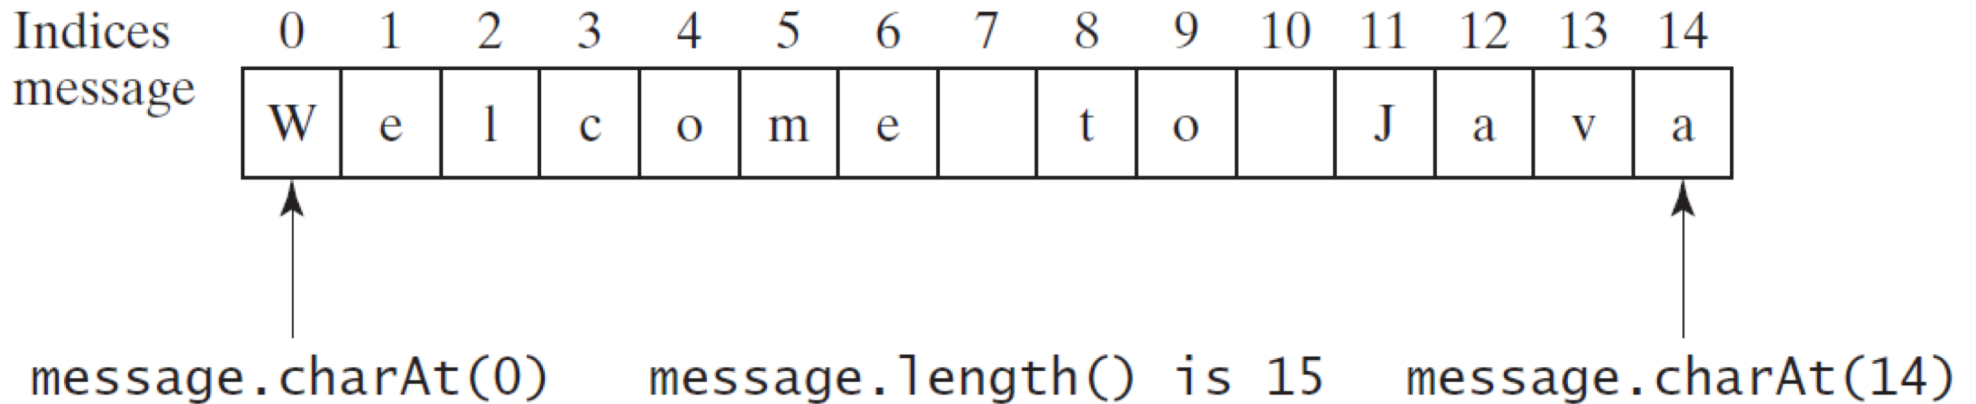 Indices 0 1 2 3 4 5 6 7 8 9 10 11 12 13 14
message W e l c o m e t o J a v a
message.charAt(0) message.length() is 15 message.charAt(14)